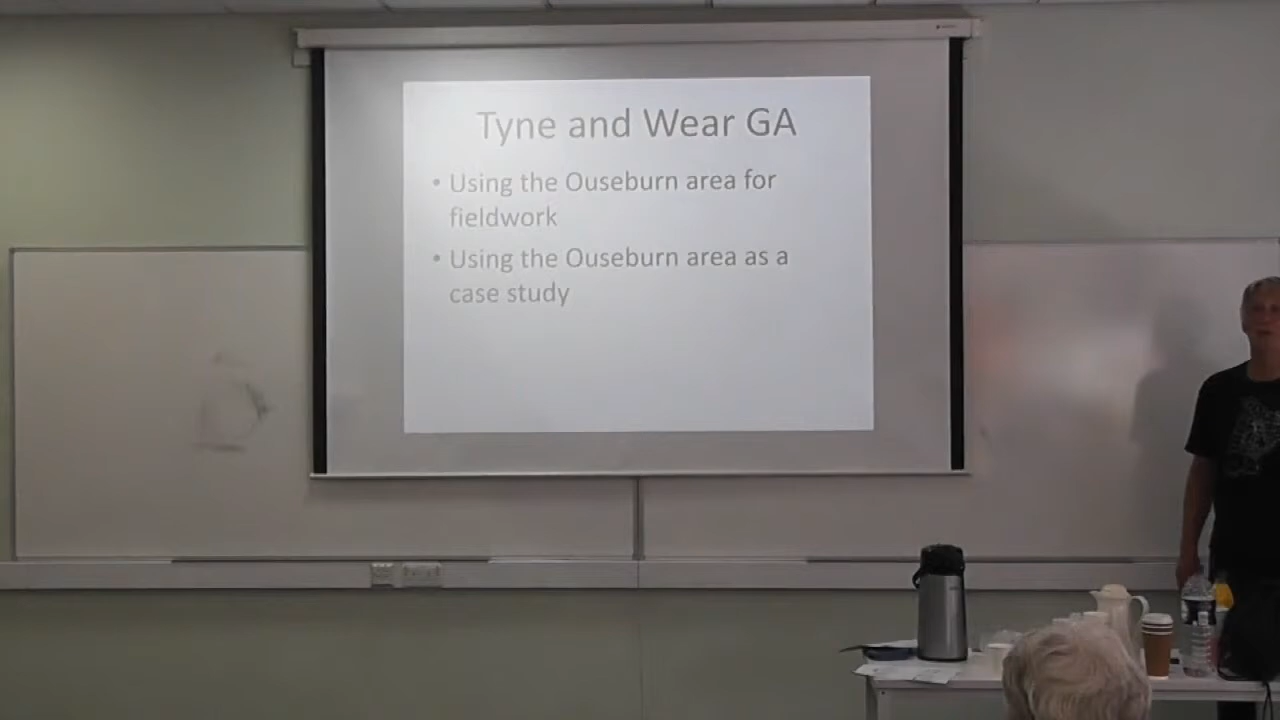 Tyne and Wear GA
• Using the Ouseburn area for
fieldwork
• Using the Ouseburn area as a
case study